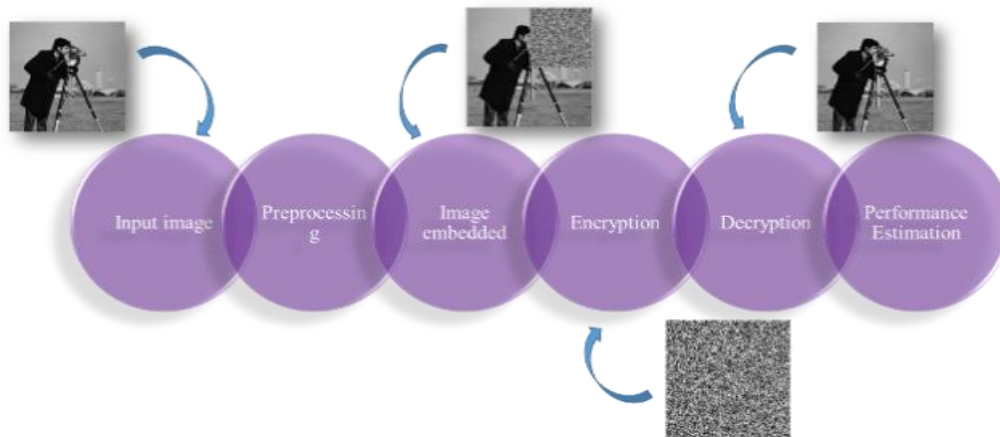 Input image
Preprocessin
g
Image
embedded
Encryption
Decryption
Performance
Estimation